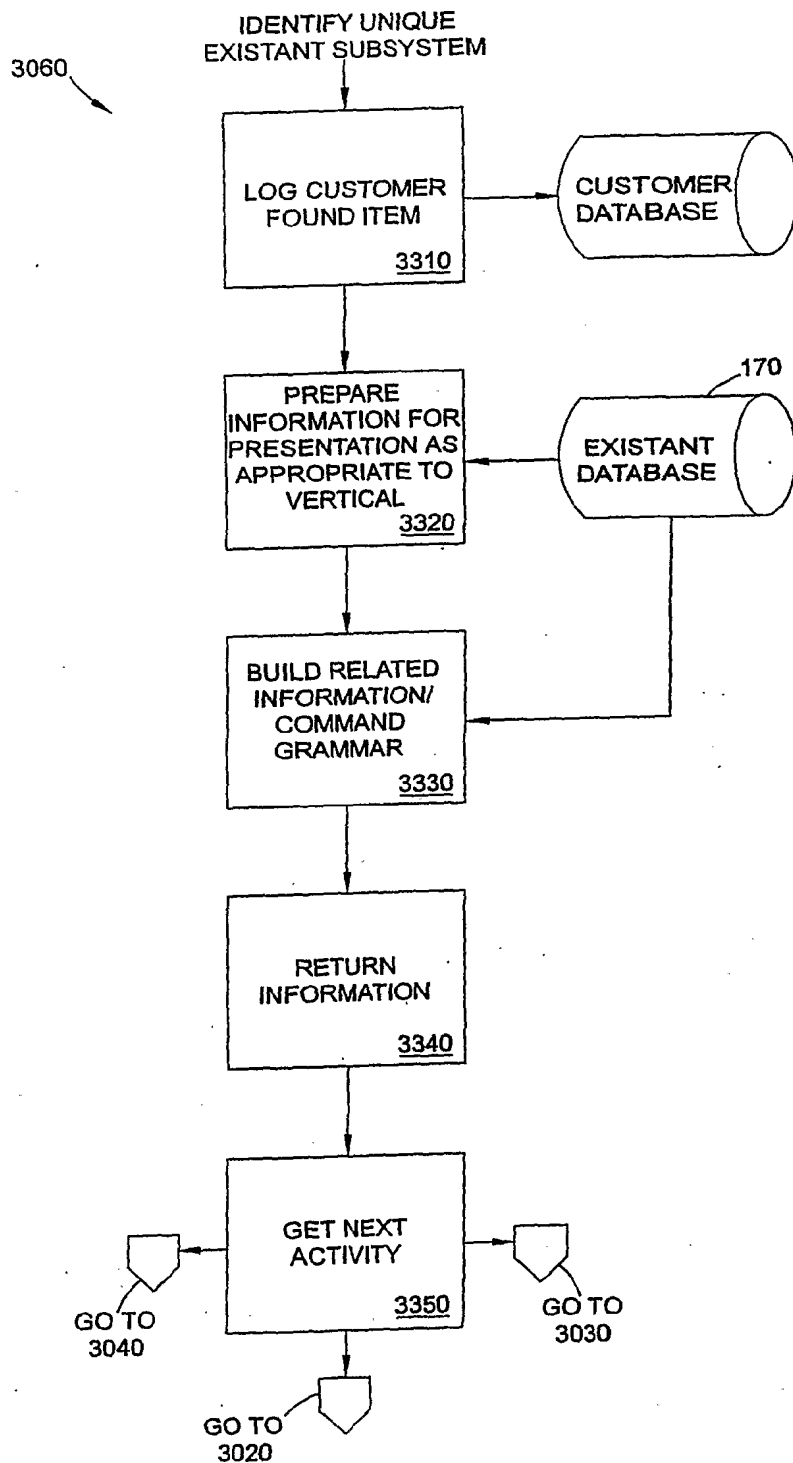 IDENTIFY UNIQUE
EXISTANT SUBSYSTEM
3060
LOG CUSTOMER
FOUND ITEM
3310
CUSTOMER
DATABASE
PREPARE
INFORMATION FOR
PRESENTATION AS
APPROPRIATE TO
VERTICAL
3320
170
EXISTANT
DATABASE
BUILD RELATED
INFORMATION/
COMMAND
GRAMMAR
3330
RETURN
INFORMATION
3340
GET NEXT
ACTIVITY
3350
GO TO
3040
GO TO
3030
GO TO
3020